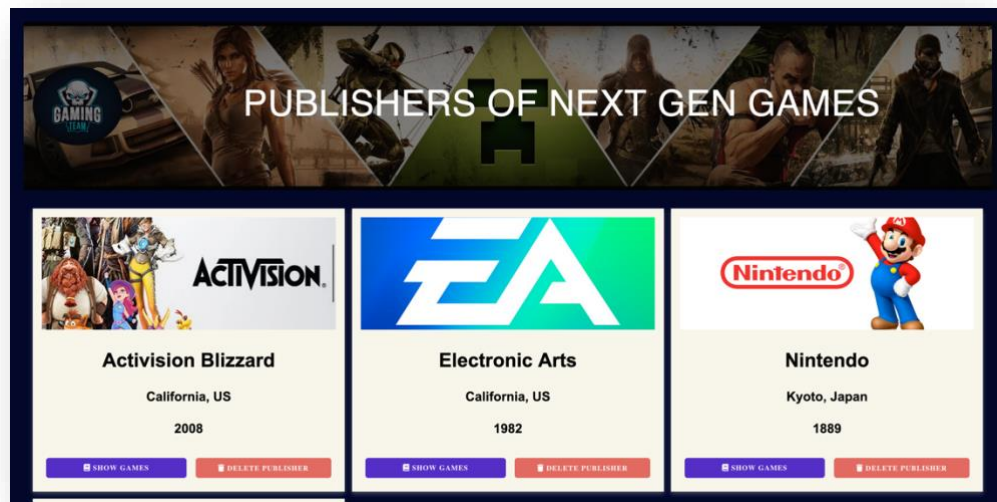 GAMING
TEAM
PUBLISHERS OF NEXT GEN GAMES
ACTIVISION.
EA
Nintendo®
M
Activision Blizzard
Electronic Arts
Nintendo
California, US
California, US
Kyoto, Japan
2008
1982
1889
SHOW GAMES
DELETE PUBLISHER
SHOW GAMES
DELETE PUBLISHER
SHOW GAMES
DELETE PUBLISHER